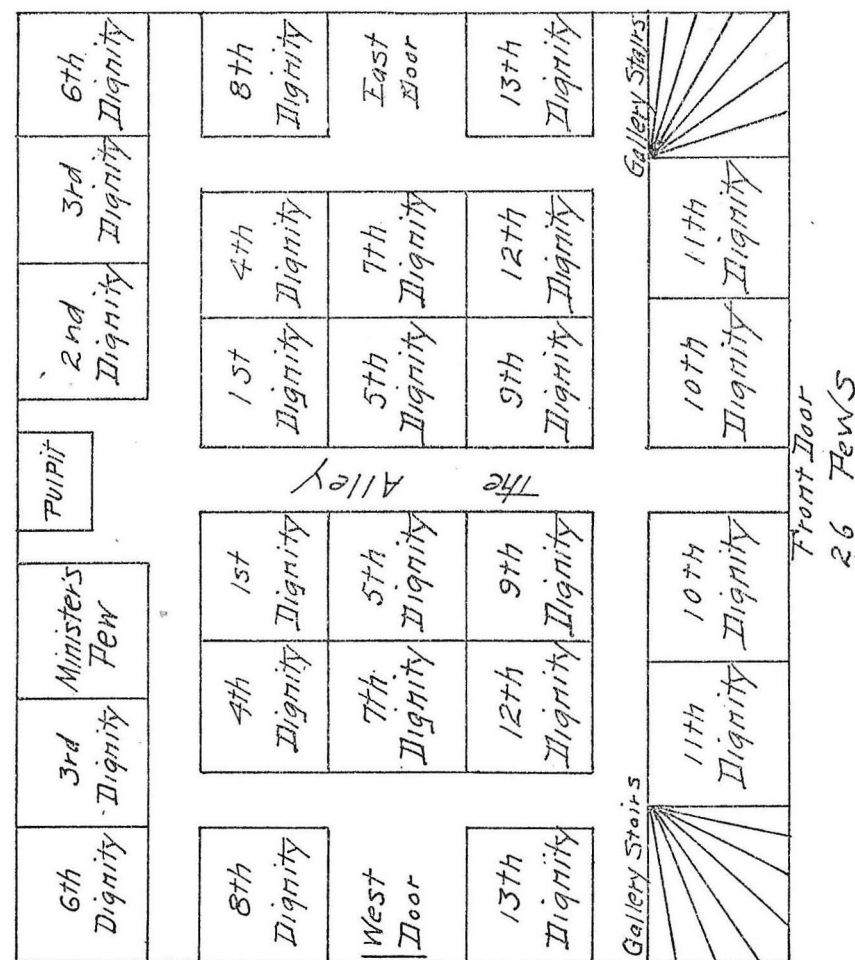 6th
Dignity
3rd
Dignity
Minister's
Pew
Pulpit
2nd
Dignity
3rd
Dignity
6th
Dignity
8th
Dignity
4th
Dignity
1st
Dignity
1st
Dignity
4th
Dignity
8th
Dignity
West
Door
7th
Dignity
5th
Dignity
The Alley
5th
Dignity
7th
Dignity
East
Door
13th
Dignity
12th
Dignity
9th
Dignity
9th
Dignity
12th
Dignity
13th
Dignity
Gallery Stairs
11th
Dignity
10th
Dignity
10th
Dignity
11th
Dignity
Gallery Stairs
Front Door
26 Pews